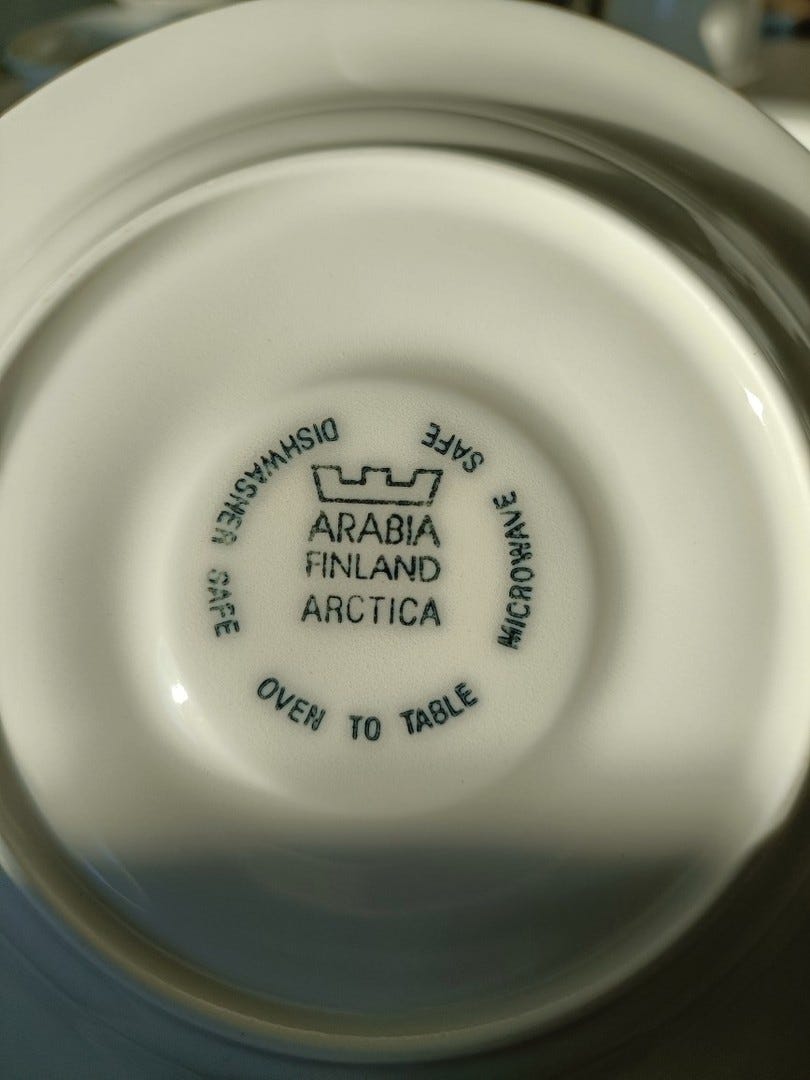 ARABIA
FINLAND
ARCTICA
DISHWASHER SAFE
OVEN TO TABLE
MICROWAVE SAFE